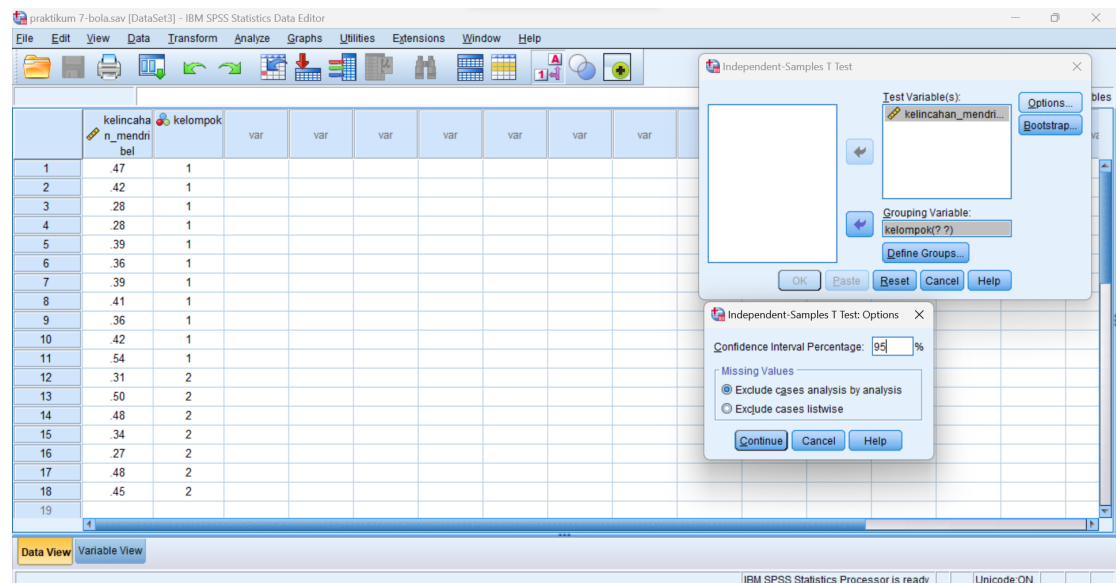 praktikum 7-bola.sav [DataSet3] - IBM SPSS Statistics Data Editor
File Edit View Data Transform Analyze Graphs Utilities Extensions Window Help
bles
kelincaha
n_mendri
bel
kelompok
var var var var var var var va
1 .47 1
2 .42 1
3 .28 1
4 .28 1
5 .39 1
6 .36 1
7 .39 1
8 .41 1
9 .36 1
10 .42 1
11 .54 1
12 .31 2
13 .50 2
14 .48 2
15 .34 2
16 .27 2
17 .48 2
18 .45 2
19
Independent-Samples T Test
Test Variable(s):
kelincahan_mendri...
Options...
Bootstrap...
Grouping Variable:
kelompok(? ?)
Define Groups...
OK Paste Reset Cancel Help
Independent-Samples T Test: Options
Confidence Interval Percentage: 95 %
Missing Values
Exclude cases analysis by analysis
Exclude cases listwise
Continue Cancel Help
Data View Variable View
IBM SPSS Statistics Processor is ready Unicode:ON